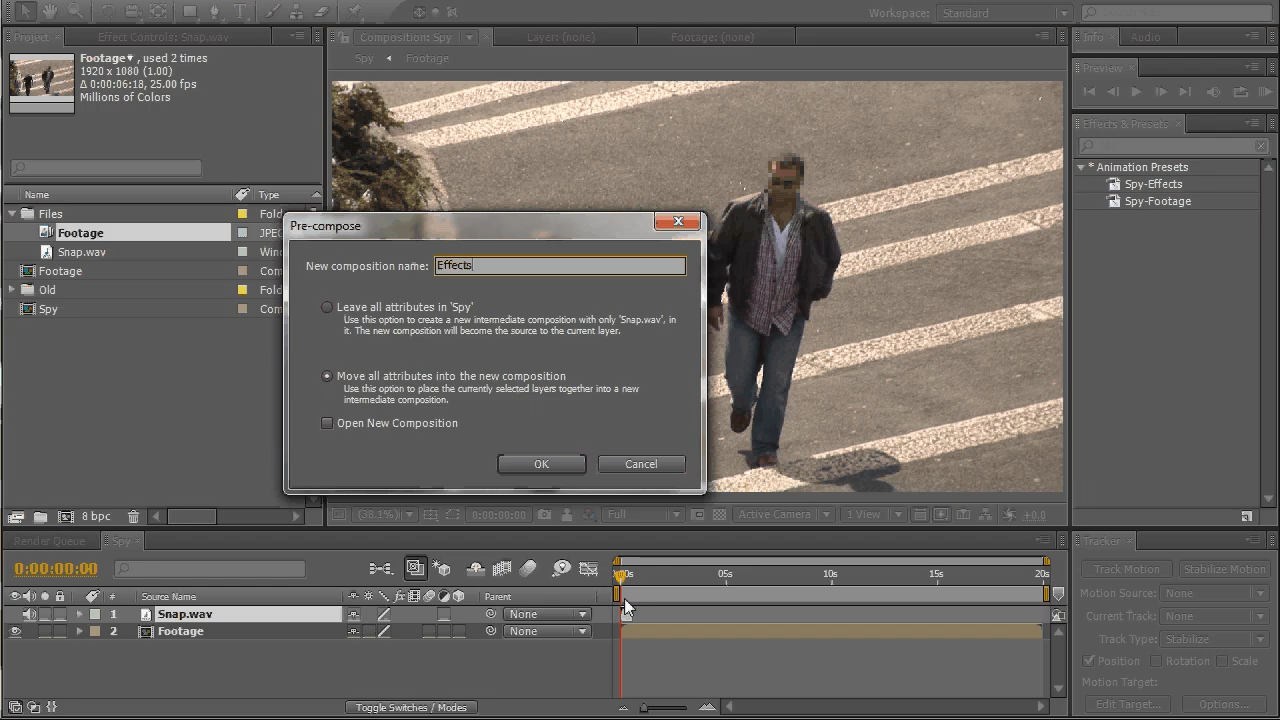 Workspace: Standard
Project
Effect Controls: Snap.wav
Composition: Spy
Layer: (none)
Footage: (none)
Info
Audio
Footage▾, used 2 times
1920 x 1080 (1.00)
Δ 0:00:06:18, 25.00 fps
Millions of Colors
Spy
Footage
Preview
Effects & Presets
Name
Type
Files
Fold
Footage
JPEG
Snap.wav
Wind
Footage
Com
Old
Fold
Spy
Com
* Animation Presets
Spy-Effects
Spy-Footage
Pre-compose
New composition name: Effects
Leave all attributes in 'Spy'
Use this option to create a new intermediate composition with only 'Snap.wav', in
it. The new composition will become the source to the current layer.
Move all attributes into the new composition
Use this option to place the currently selected layers together into a new
intermediate composition.
Open New Composition
OK
Cancel
8 bpc
(38.1%)
0:00:00:00
Full
Active Camera
1 View
+0.0
Render Queue
Spy
Tracker
0:00:00:00
05s
10s
15s
20s
Track Motion
Stabilize Motion
Motion Source: None
Source Name
Parent
1 Snap.wav None
2 Footage None
Current Track: None
Track Type: Stabilize
Position
Rotation
Scale
Motion Target:
Edit Target...
Options...
Toggle Switches / Modes